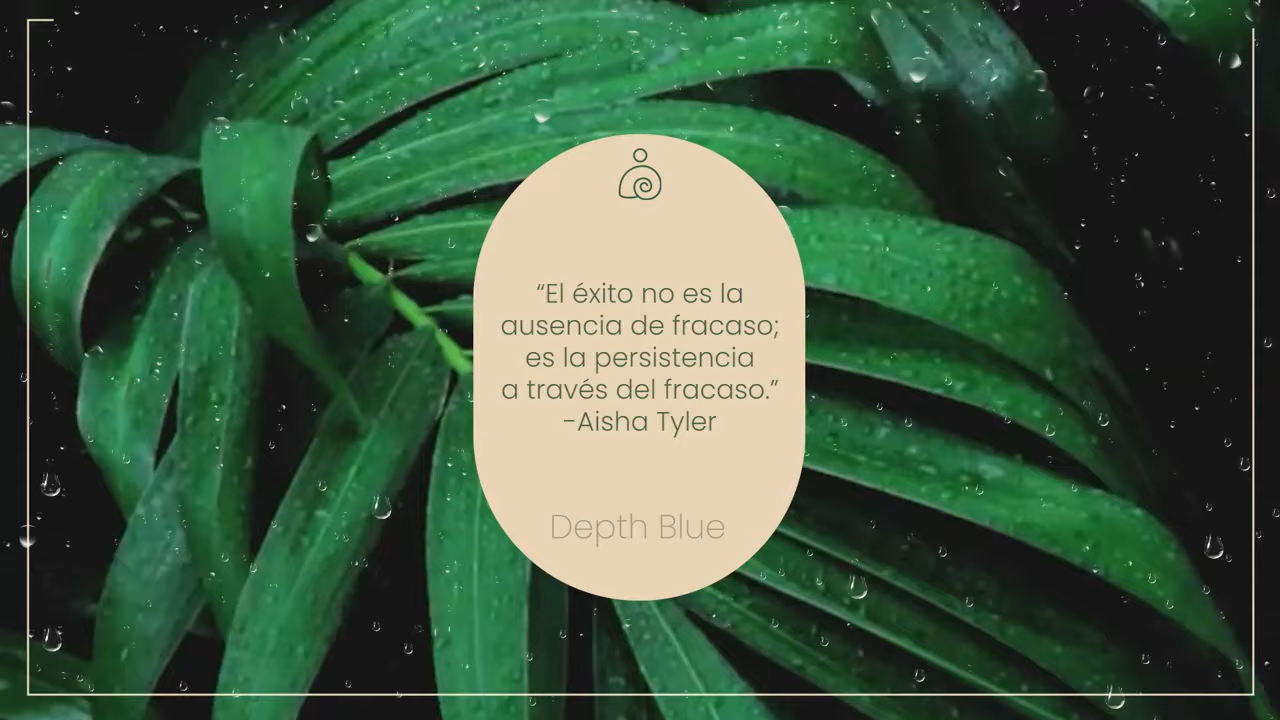 “El éxito no es la
ausencia de fracaso;
es la persistencia
a través del fracaso.”
-Aisha Tyler
Depth Blue